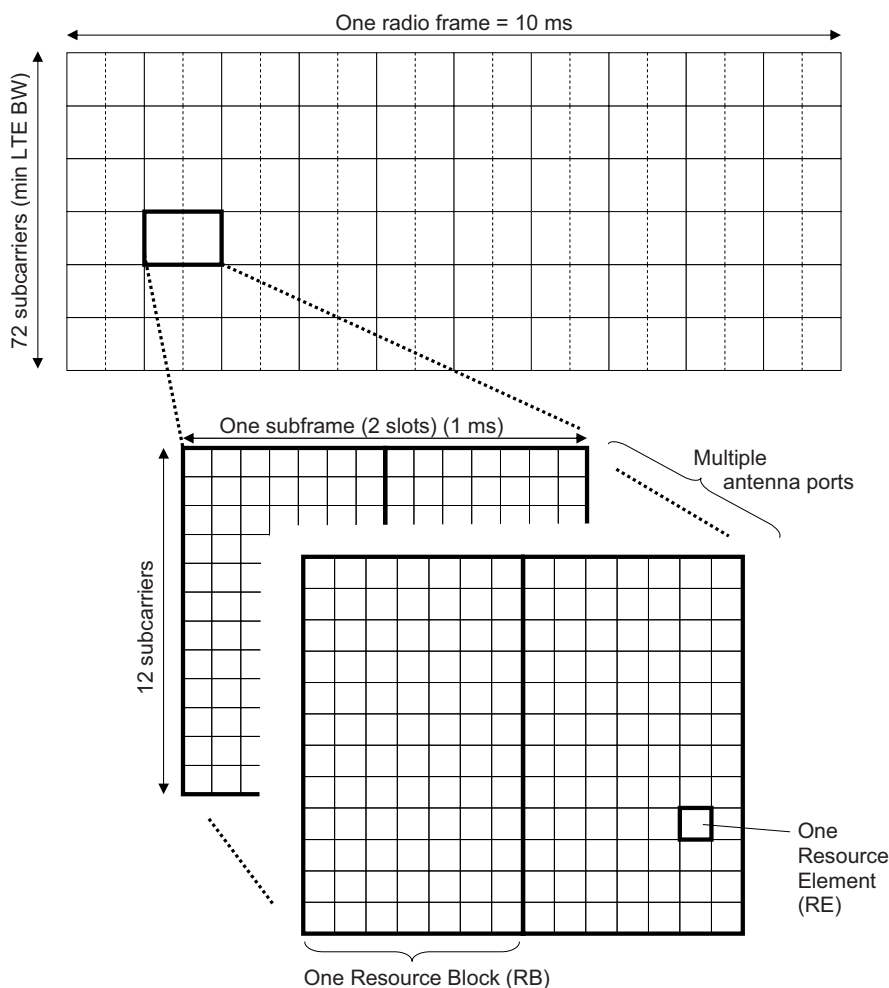 One radio frame = 10 ms
72 subcarriers (min LTE BW)
One subframe (2 slots) (1 ms)
Multiple
antenna ports
12 subcarriers
One
Resource
Element
(RE)
One Resource Block (RB)